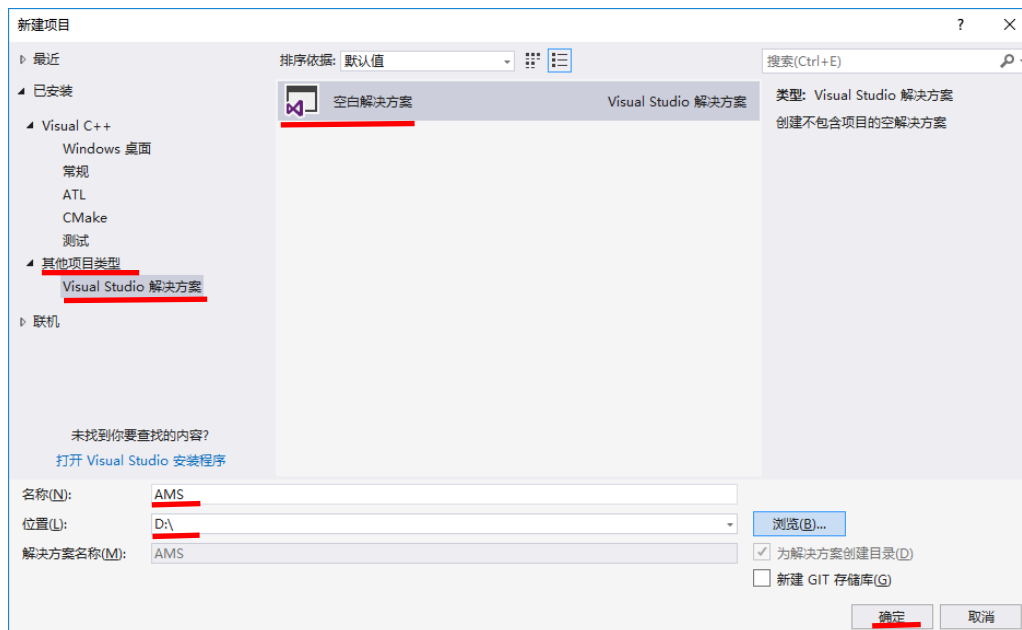 新建项目
?
最近
排序依据: 默认值
搜索(Ctrl+E)
已安装
空白解决方案
Visual Studio 解决方案
类型: Visual Studio 解决方案
创建不包含项目的空解决方案
Visual C++
Windows 桌面
常规
ATL
CMake
测试
其他项目类型
Visual Studio 解决方案
联机
未找到你要查找的内容?
打开 Visual Studio 安装程序
名称(N):
AMS
位置(L):
D:\
浏览(B)...
解决方案名称(M):
AMS
为解决方案创建目录(D)
新建 GIT 存储库(G)
确定
取消